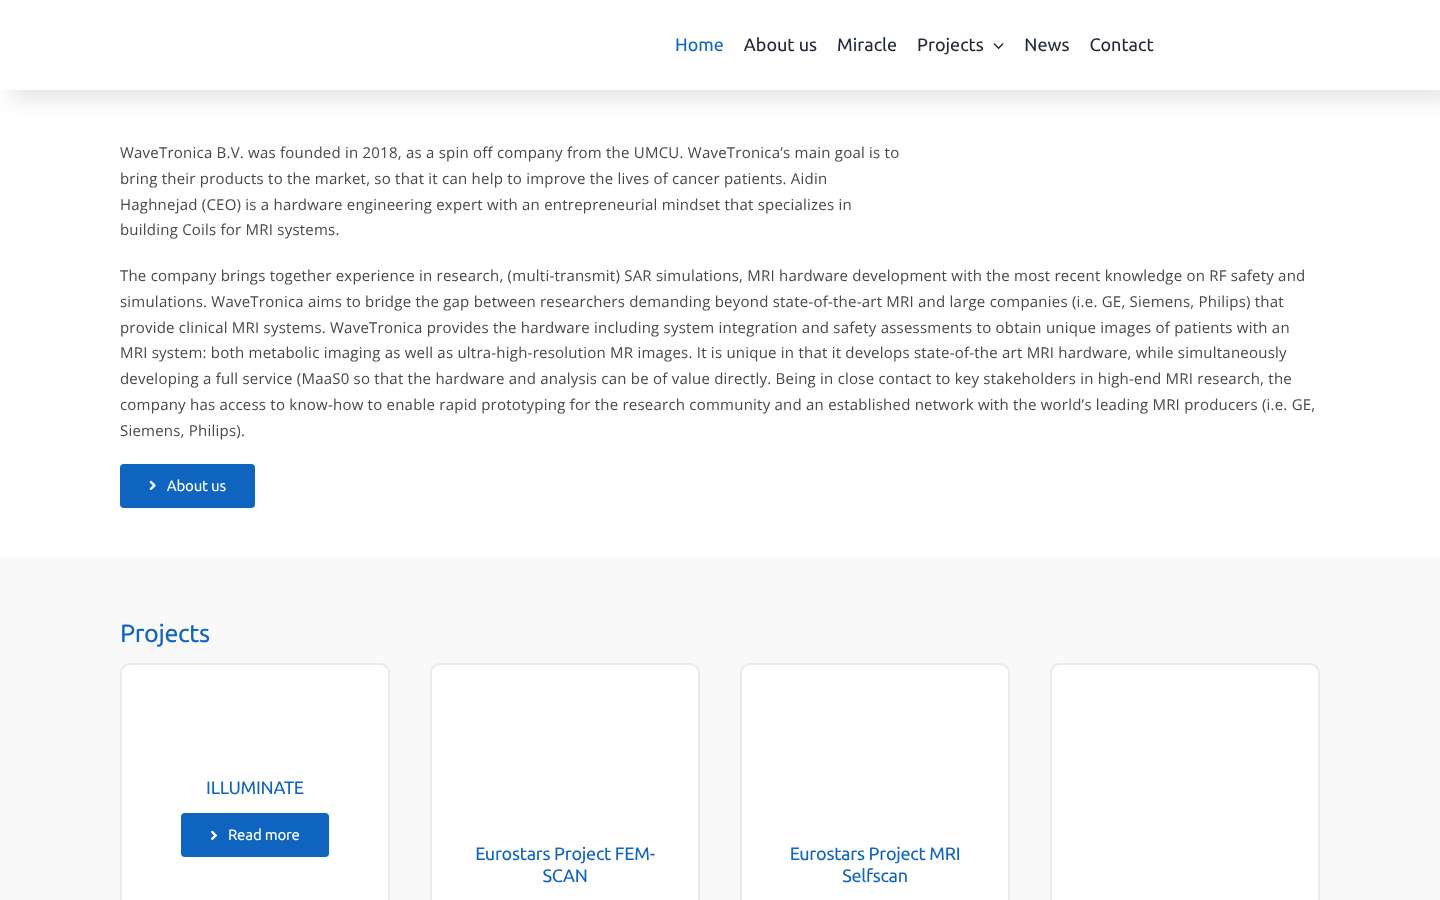 Home About us Miracle Projects News Contact
WaveTronica B.V. was founded in 2018, as a spin off company from the UMCU. WaveTronica’s main goal is to
bring their products to the market, so that it can help to improve the lives of cancer patients. Aidin
Haghnejad (CEO) is a hardware engineering expert with an entrepreneurial mindset that specializes in
building Coils for MRI systems.
The company brings together experience in research, (multi-transmit) SAR simulations, MRI hardware development with the most recent knowledge on RF safety and
simulations. WaveTronica aims to bridge the gap between researchers demanding beyond state-of-the-art MRI and large companies (i.e. GE, Siemens, Philips) that
provide clinical MRI systems. WaveTronica provides the hardware including system integration and safety assessments to obtain unique images of patients with an
MRI system: both metabolic imaging as well as ultra-high-resolution MR images. It is unique in that it develops state-of-the art MRI hardware, while simultaneously
developing a full service (MaaS0 so that the hardware and analysis can be of value directly. Being in close contact to key stakeholders in high-end MRI research, the
company has access to know-how to enable rapid prototyping for the research community and an established network with the world’s leading MRI producers (i.e. GE,
Siemens, Philips).
About us
Projects
ILLUMINATE
Read more
Eurostars Project FEM-
SCAN
Eurostars Project MRI
Selfscan